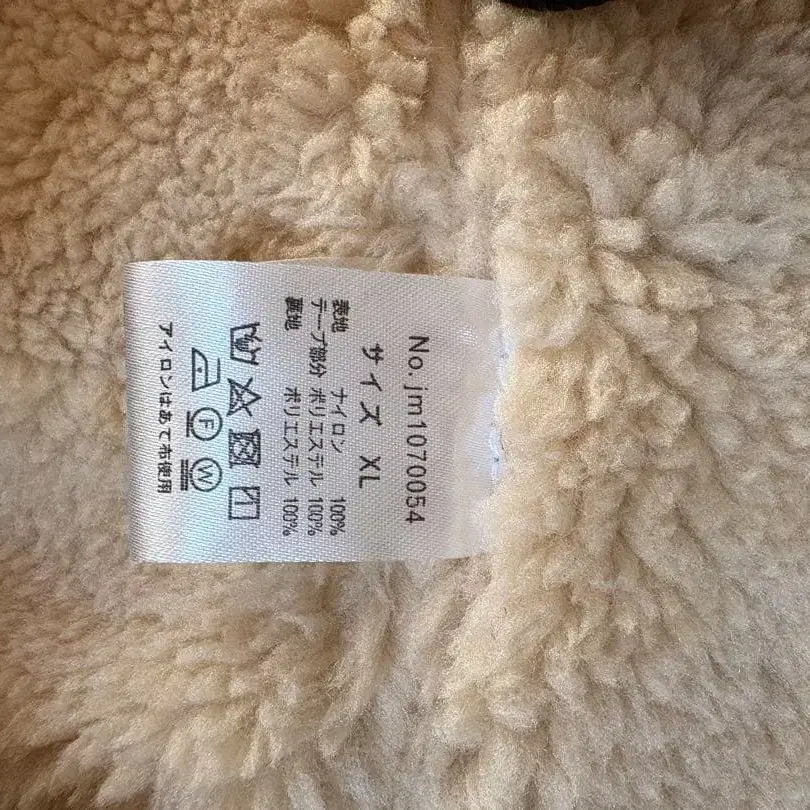 No. jm1070054
サイズ XL
表地 ナイロン 100%
テープ部分 ポリエステル 100%
裏地 ポリエステル 100%
F W
アイロンはあて布使用